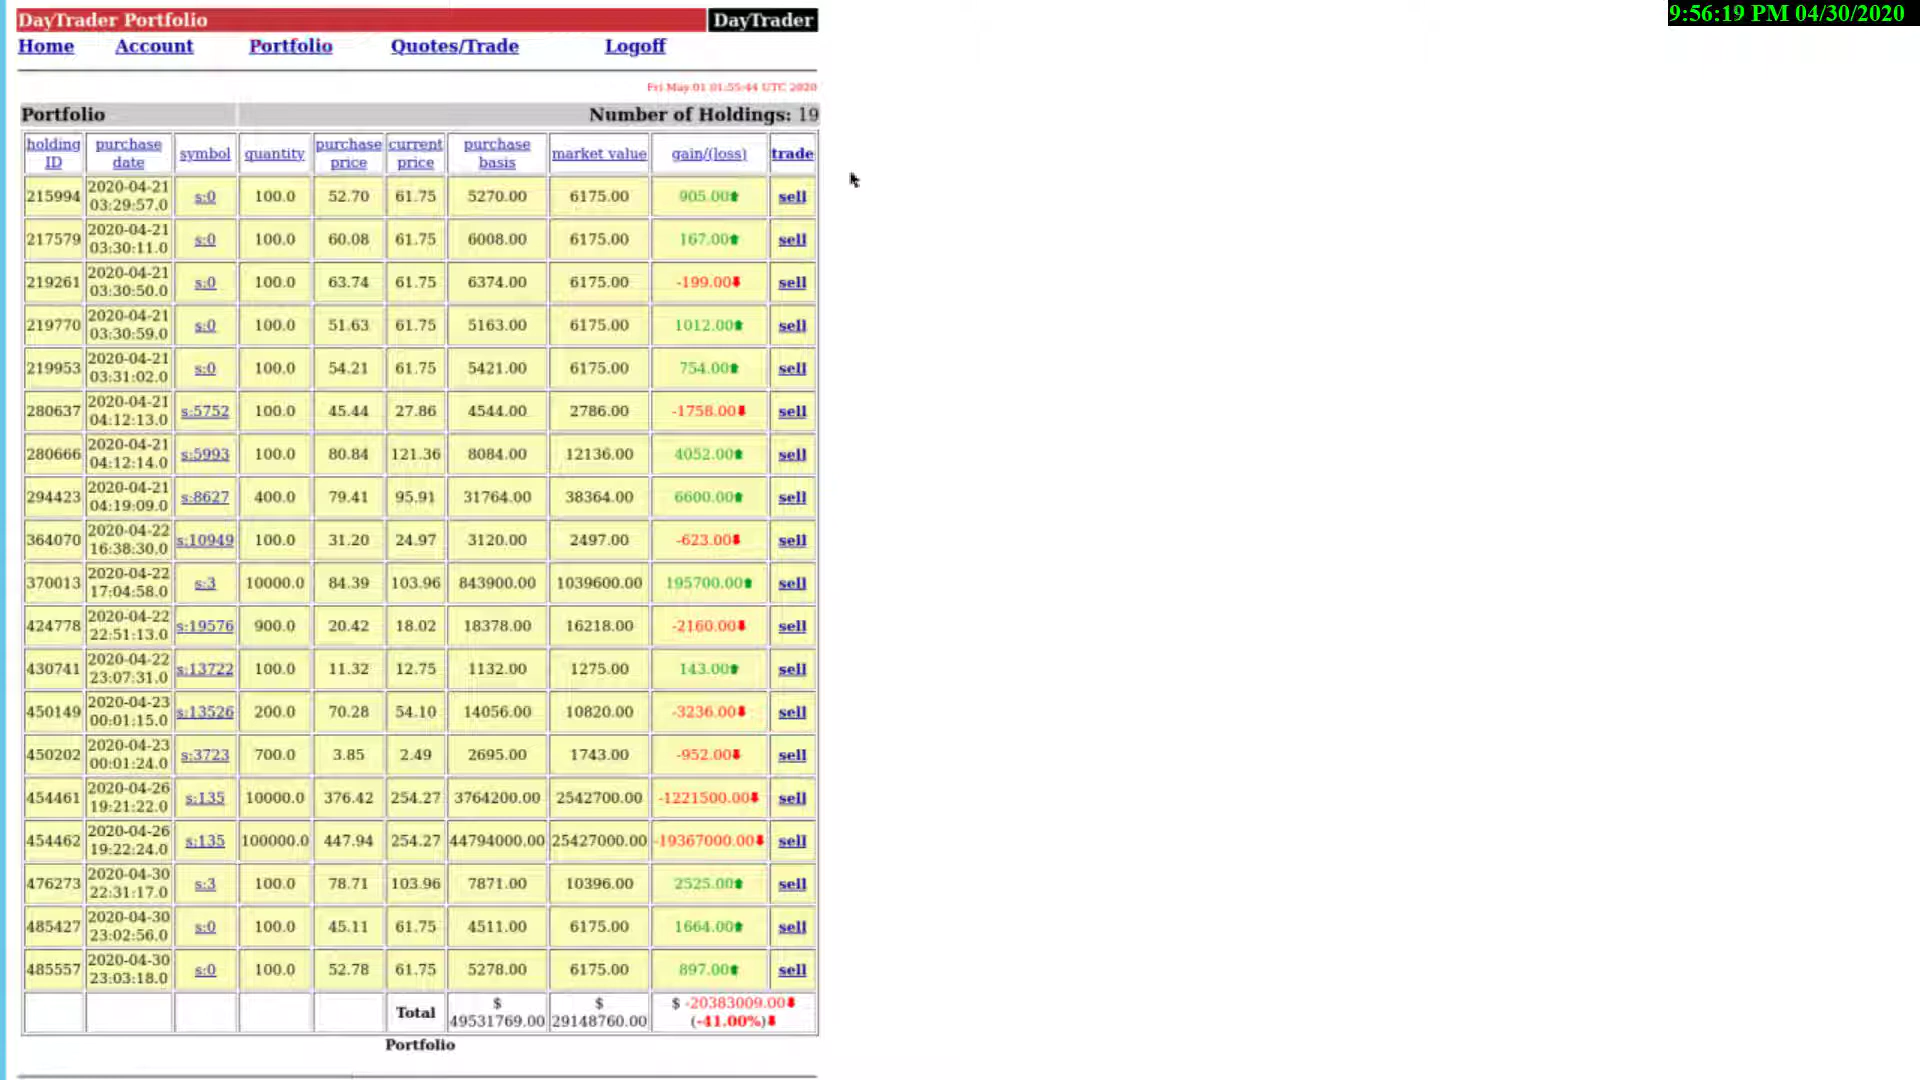 DayTrader Portfolio DayTrader
9:56:19 PM 04/30/2020
Home Account Portfolio Quotes/Trade Logoff
Fri May 01 01:55:44 UTC 2020
Portfolio Number of Holdings: 19
holding ID purchase date symbol quantity purchase price current price purchase basis market value gain/(loss) trade
215994 2020-04-21 03:29:57.0 s:0 100.0 52.70 61.75 5270.00 6175.00 905.00 sell
217579 2020-04-21 03:30:11.0 s:0 100.0 60.08 61.75 6008.00 6175.00 167.00 sell
219261 2020-04-21 03:30:50.0 s:0 100.0 63.74 61.75 6374.00 6175.00 -199.00 sell
219770 2020-04-21 03:30:59.0 s:0 100.0 51.63 61.75 5163.00 6175.00 1012.00 sell
219953 2020-04-21 03:31:02.0 s:0 100.0 54.21 61.75 5421.00 6175.00 754.00 sell
280637 2020-04-21 04:12:13.0 s:5752 100.0 45.44 27.86 4544.00 2786.00 -1758.00 sell
280666 2020-04-21 04:12:14.0 s:5993 100.0 80.84 121.36 8084.00 12136.00 4052.00 sell
294423 2020-04-21 04:19:09.0 s:8627 400.0 79.41 95.91 31764.00 38364.00 6600.00 sell
364070 2020-04-22 16:38:30.0 s:10949 100.0 31.20 24.97 3120.00 2497.00 -623.00 sell
370013 2020-04-22 17:04:58.0 s:3 10000.0 84.39 103.96 843900.00 1039600.00 195700.00 sell
424778 2020-04-22 22:51:13.0 s:19576 900.0 20.42 18.02 18378.00 16218.00 -2160.00 sell
430741 2020-04-22 23:07:31.0 s:13722 100.0 11.32 12.75 1132.00 1275.00 143.00 sell
450149 2020-04-23 00:01:15.0 s:13526 200.0 70.28 54.10 14056.00 10820.00 -3236.00 sell
450202 2020-04-23 00:01:24.0 s:3723 700.0 3.85 2.49 2695.00 1743.00 -952.00 sell
454461 2020-04-26 19:21:22.0 s:135 10000.0 376.42 254.27 3764200.00 2542700.00 -1221500.00 sell
454462 2020-04-26 19:22:24.0 s:135 100000.0 447.94 254.27 44794000.00 25427000.00 -19367000.00 sell
476273 2020-04-30 22:31:17.0 s:3 100.0 78.71 103.96 7871.00 10396.00 2525.00 sell
485427 2020-04-30 23:02:56.0 s:0 100.0 45.11 61.75 4511.00 6175.00 1664.00 sell
485557 2020-04-30 23:03:18.0 s:0 100.0 52.78 61.75 5278.00 6175.00 897.00 sell
Total $ 49531769.00 $ 29148760.00 $ -20383009.00 (-41.00%)
Portfolio